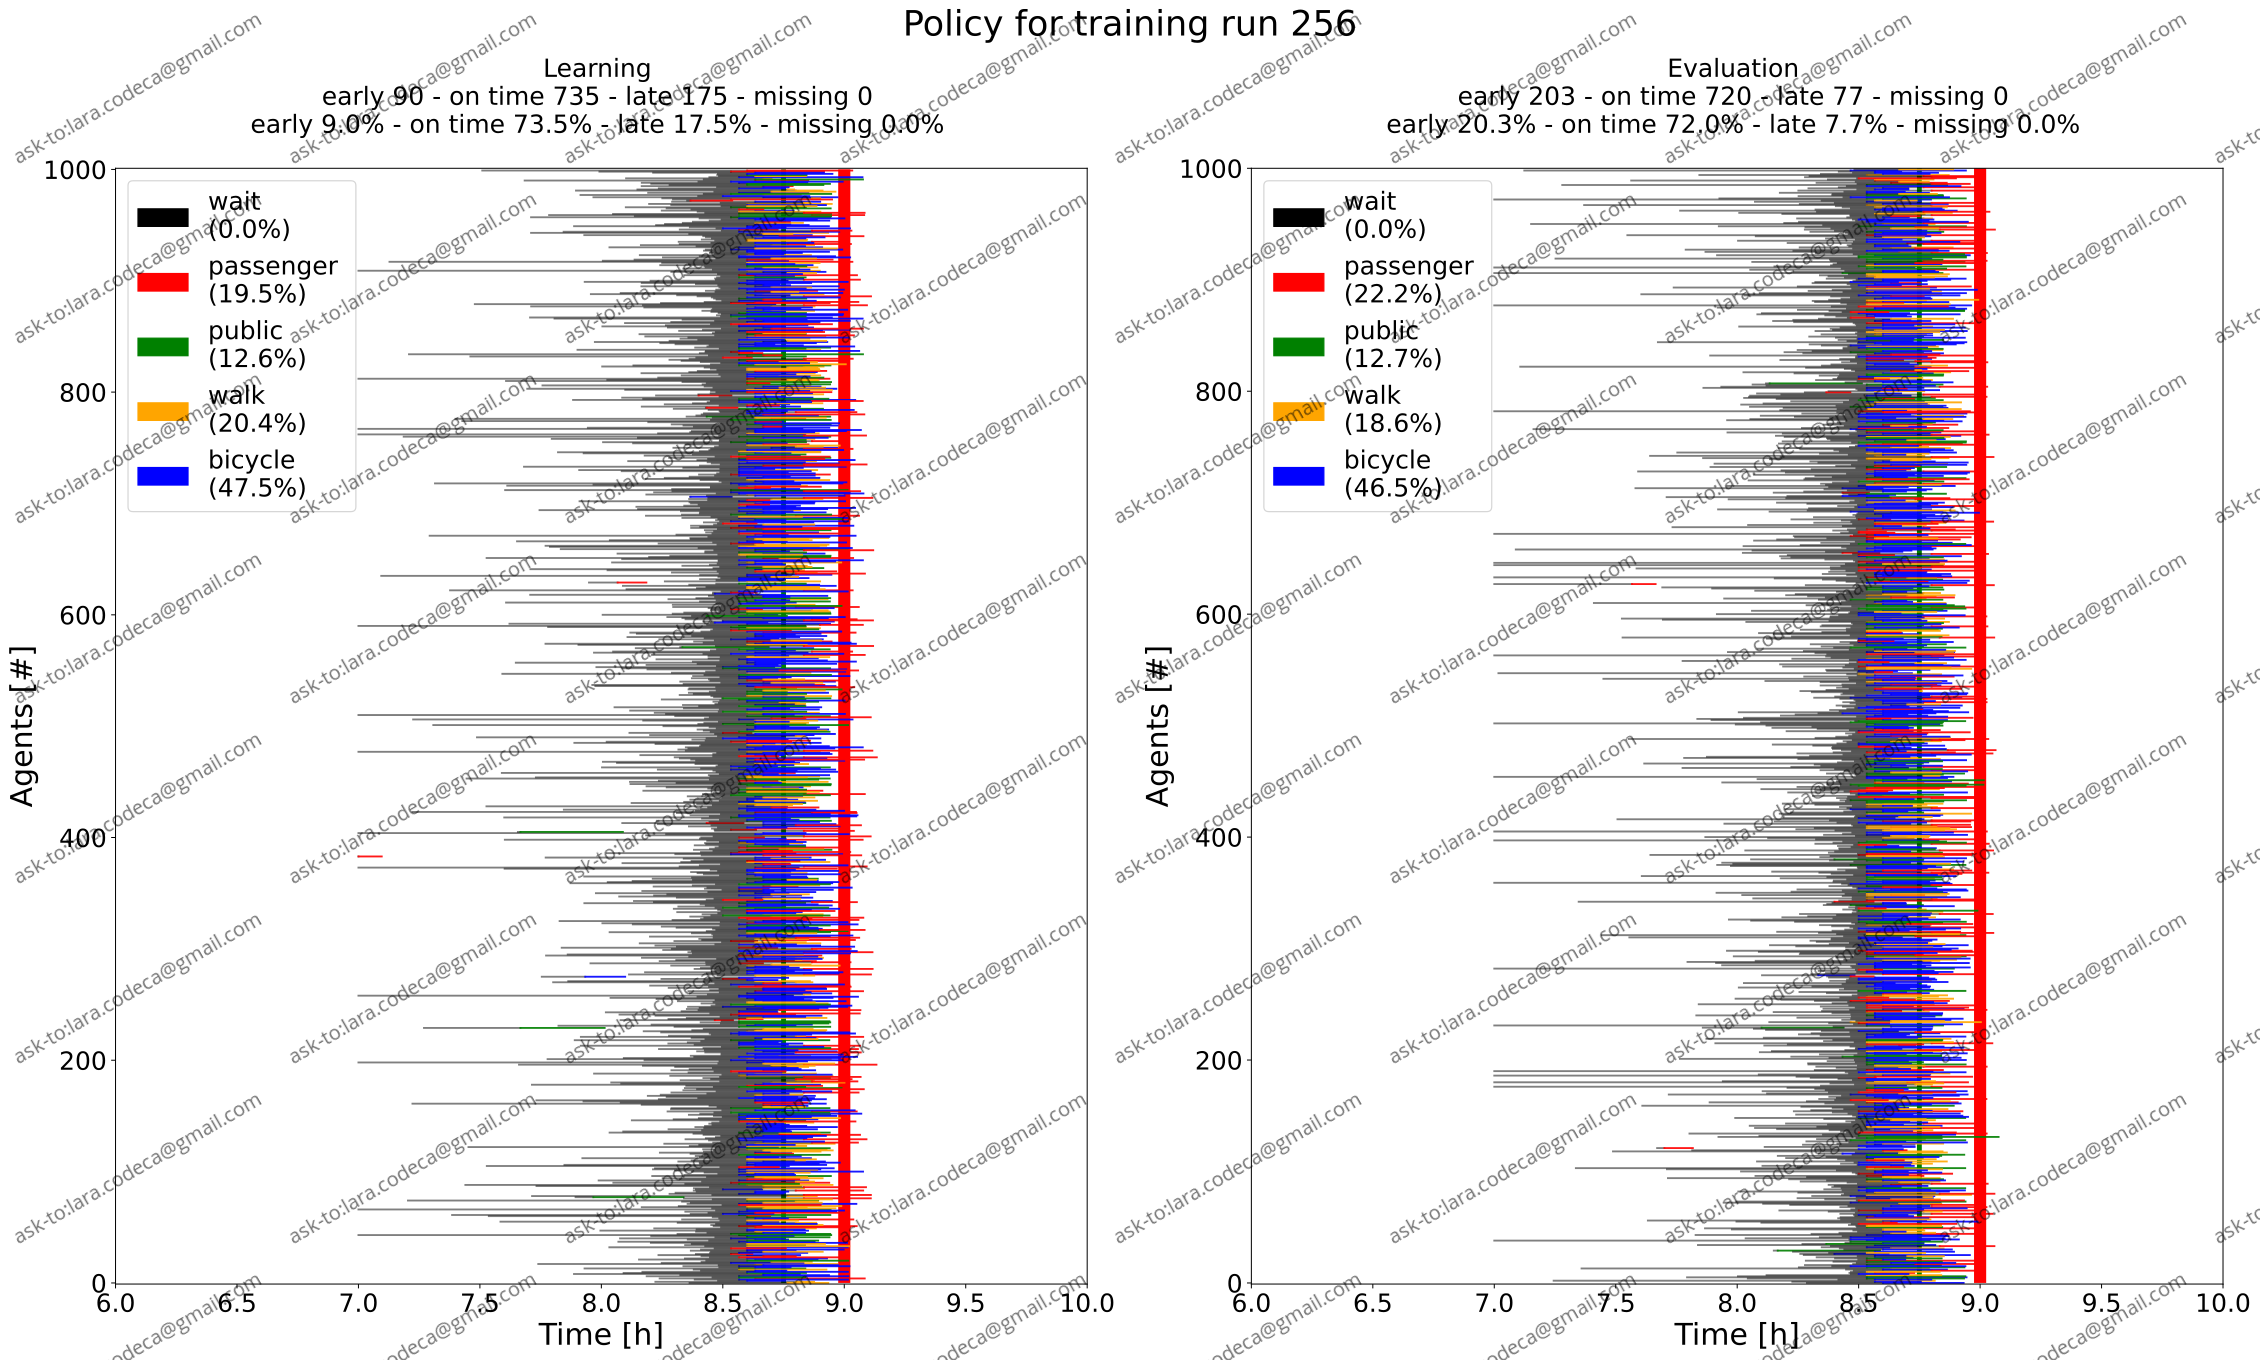 Policy for training run 256
Learning
early 90 - on time 735 - late 175 - missing 0
early 9.0% - on time 73.5% - late 17.5% - missing 0.0%
1000
800
600
400
200
0
Agents [#]
wait
(0.0%)
passenger
(19.5%)
public
(12.6%)
walk
(20.4%)
bicycle
(47.5%)
6.0 6.5 7.0 7.5 8.0 8.5 9.0 9.5 10.0
Time [h]
Evaluation
early 203 - on time 720 - late 77 - missing 0
early 20.3% - on time 72.0% - late 7.7% - missing 0.0%
1000
800
600
400
200
0
Agents [#]
wait
(0.0%)
passenger
(22.2%)
public
(12.7%)
walk
(18.6%)
bicycle
(46.5%)
6.0 6.5 7.0 7.5 8.0 8.5 9.0 9.5 10.0
Time [h]
ask-to:lara.codeca@gmail.com